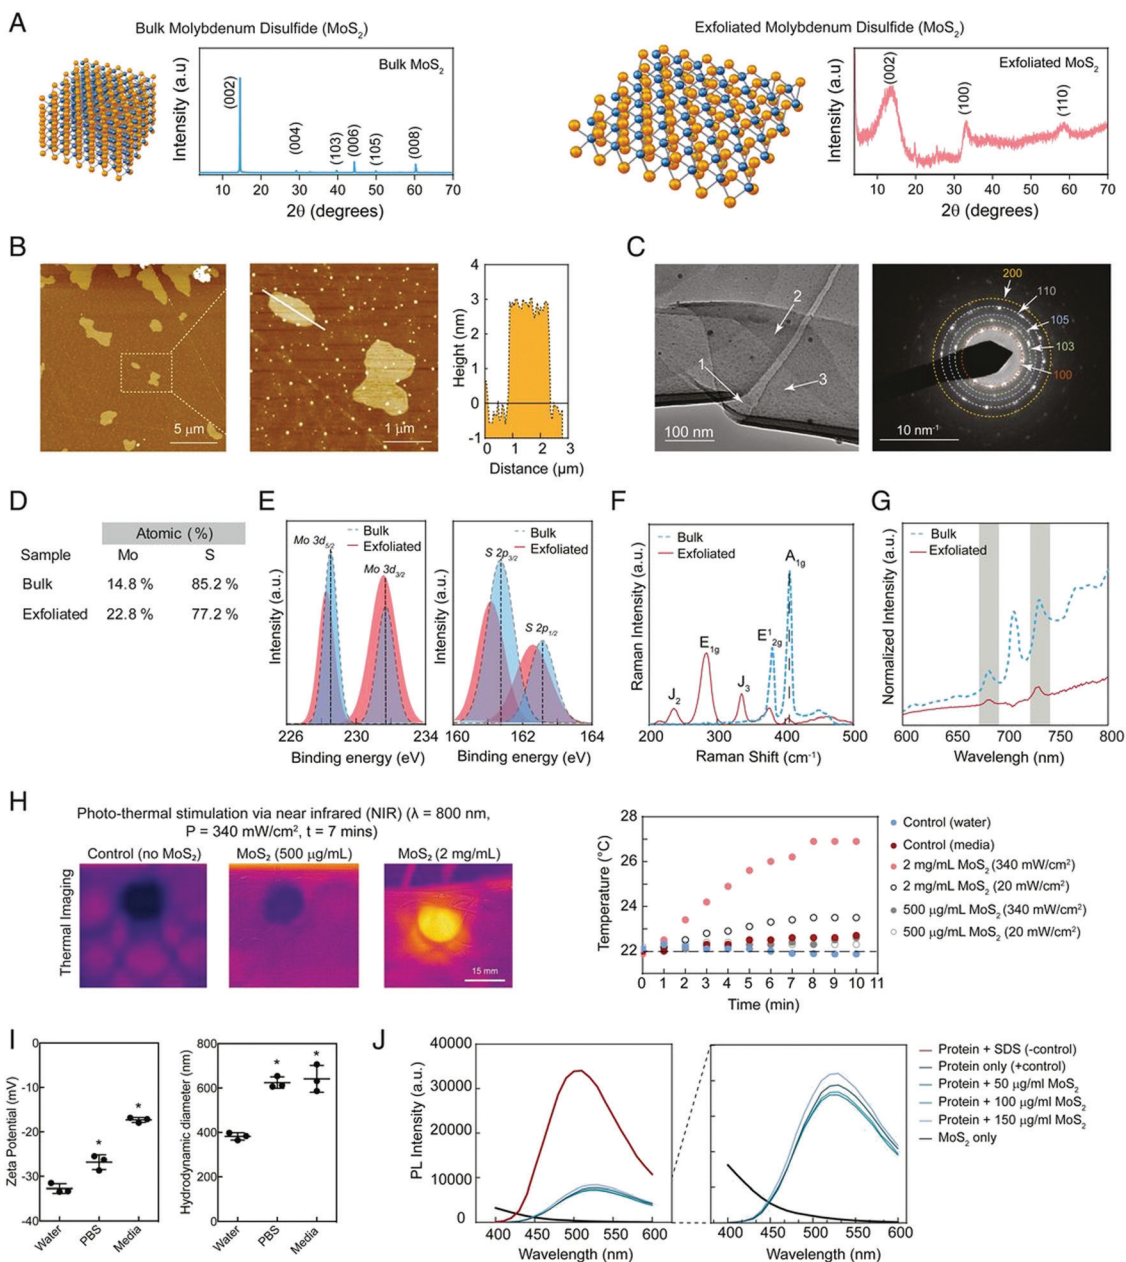 A
Bulk Molybdenum Disulfide (MoS2)
Intensity (a.u)
Bulk MoS2
(002)
(004)
(103)
(006)
(105)
(008)
10 20 30 40 50 60 70
2θ (degrees)
Exfoliated Molybdenum Disulfide (MoS2)
Intensity (a.u)
Exfoliated MoS2
(002)
(100)
(110)
10 20 30 40 50 60 70
2θ (degrees)
B
5 μm
1 μm
Height (nm)
4
3
2
1
0
-1
0 1 2 3
Distance (μm)
C
1
2
3
100 nm
200
110
105
103
100
10 nm-1
D
Atomic (%)
Sample Mo S
Bulk 14.8 % 85.2 %
Exfoliated 22.8 % 77.2 %
E
Intensity (a.u.)
Bulk
Exfoliated
Mo 3d5/2
Mo 3d3/2
226 230 234
Binding energy (eV)
Intensity (a.u.)
Bulk
Exfoliated
S 2p3/2
S 2p1/2
160 162 164
Binding energy (eV)
F
Raman Intensity (a.u.)
Bulk
Exfoliated
J2
E1g
J3
E12g
A1g
200 300 400 500
Raman Shift (cm-1)
G
Normalized Intensity (a.u.)
Bulk
Exfoliated
600 650 700 750 800
Wavelengh (nm)
H
Photo-thermal stimulation via near infrared (NIR) (λ = 800 nm,
P = 340 mW/cm2, t = 7 mins)
Control (no MoS2) MoS2 (500 μg/mL) MoS2 (2 mg/mL)
Thermal Imaging
15 mm
Temperature (°C)
28
26
24
22
0 1 2 3 4 5 6 7 8 9 10 11
Time (min)
Control (water)
Control (media)
2 mg/mL MoS2 (340 mW/cm2)
2 mg/mL MoS2 (20 mW/cm2)
500 μg/mL MoS2 (340 mW/cm2)
500 μg/mL MoS2 (20 mW/cm2)
I
Zeta Potential (mV)
0
-10
-20
-30
-40
*
*
Water PBS Media
Hydrodynamic diameter (nm)
800
600
400
200
0
*
*
Water PBS Media
J
PL Intensity (a.u.)
40000
30000
20000
10000
0
400 450 500 550 600
Wavelength (nm)
400 450 500 550 600
Wavelength (nm)
Protein + SDS (-control)
Protein only (+control)
Protein + 50 μg/ml MoS2
Protein + 100 μg/ml MoS2
Protein + 150 μg/ml MoS2
MoS2 only